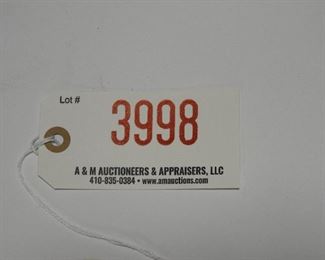 Lot #
3998
A & M AUCTIONEERS & APPRAISERS, LLC
410-835-0384 • www.amauctions.com